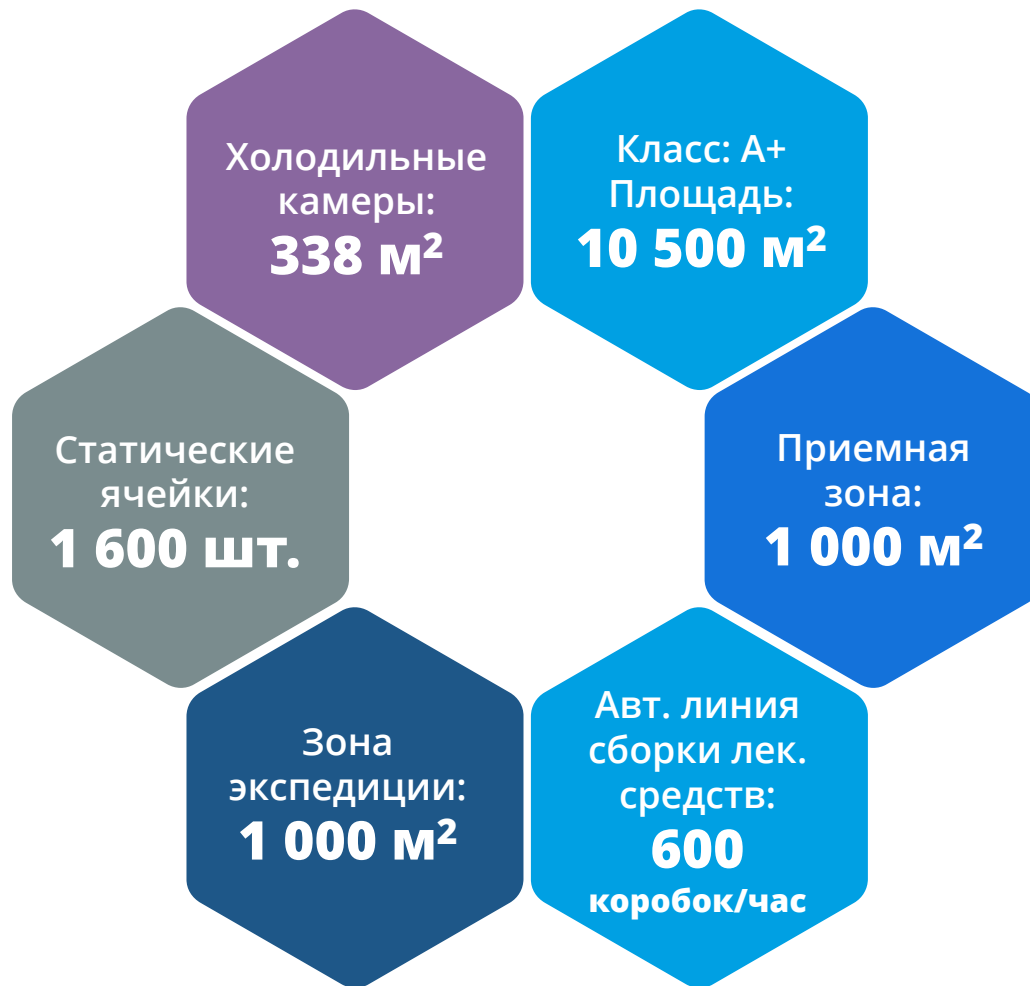 Холодильные
камеры:
338 м²
Класс: А+
Площадь:
10 500 м²
Статические
ячейки:
1 600 шт.
Приемная
зона:
1 000 м²
Зона
экспедиции:
1 000 м²
Авт. линия
сборки лек.
средств:
600
коробок/час